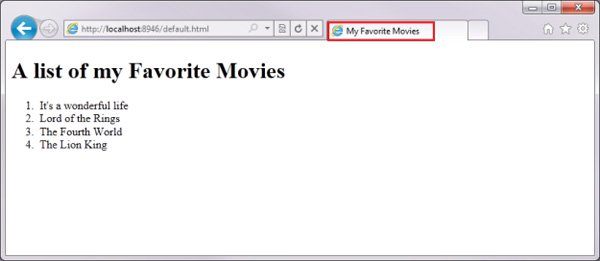 http://localhost:8946/default.html
My Favorite Movies
A list of my Favorite Movies
1. It's a wonderful life
2. Lord of the Rings
3. The Fourth World
4. The Lion King